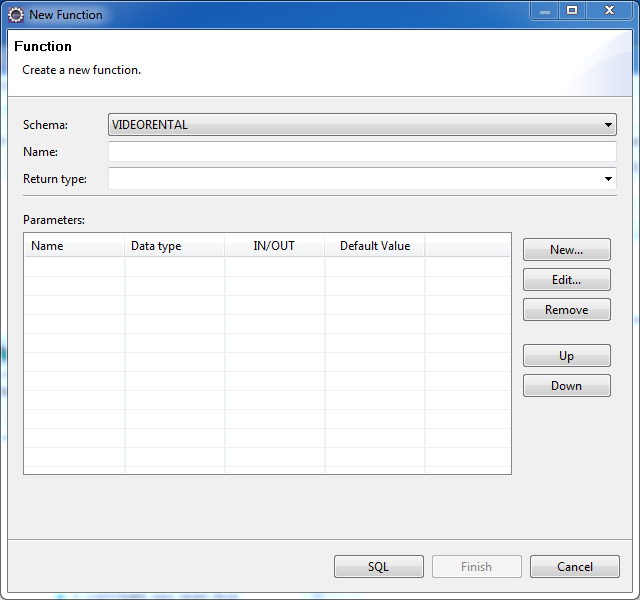 New Function
Function
Create a new function.
Schema: VIDEORENTAL
Name:
Return type:
Parameters:
Name Data type IN/OUT Default Value
New...
Edit...
Remove
Up
Down
SQL Finish Cancel